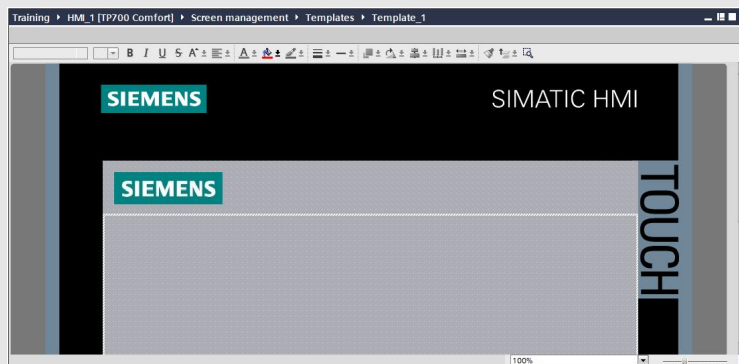 Training ▸ HMI_1 [TP700 Comfort] ▸ Screen management ▸ Templates ▸ Template_1
B I U S A A
SIEMENS
SIMATIC HMI
SIEMENS
TOUCH
100%